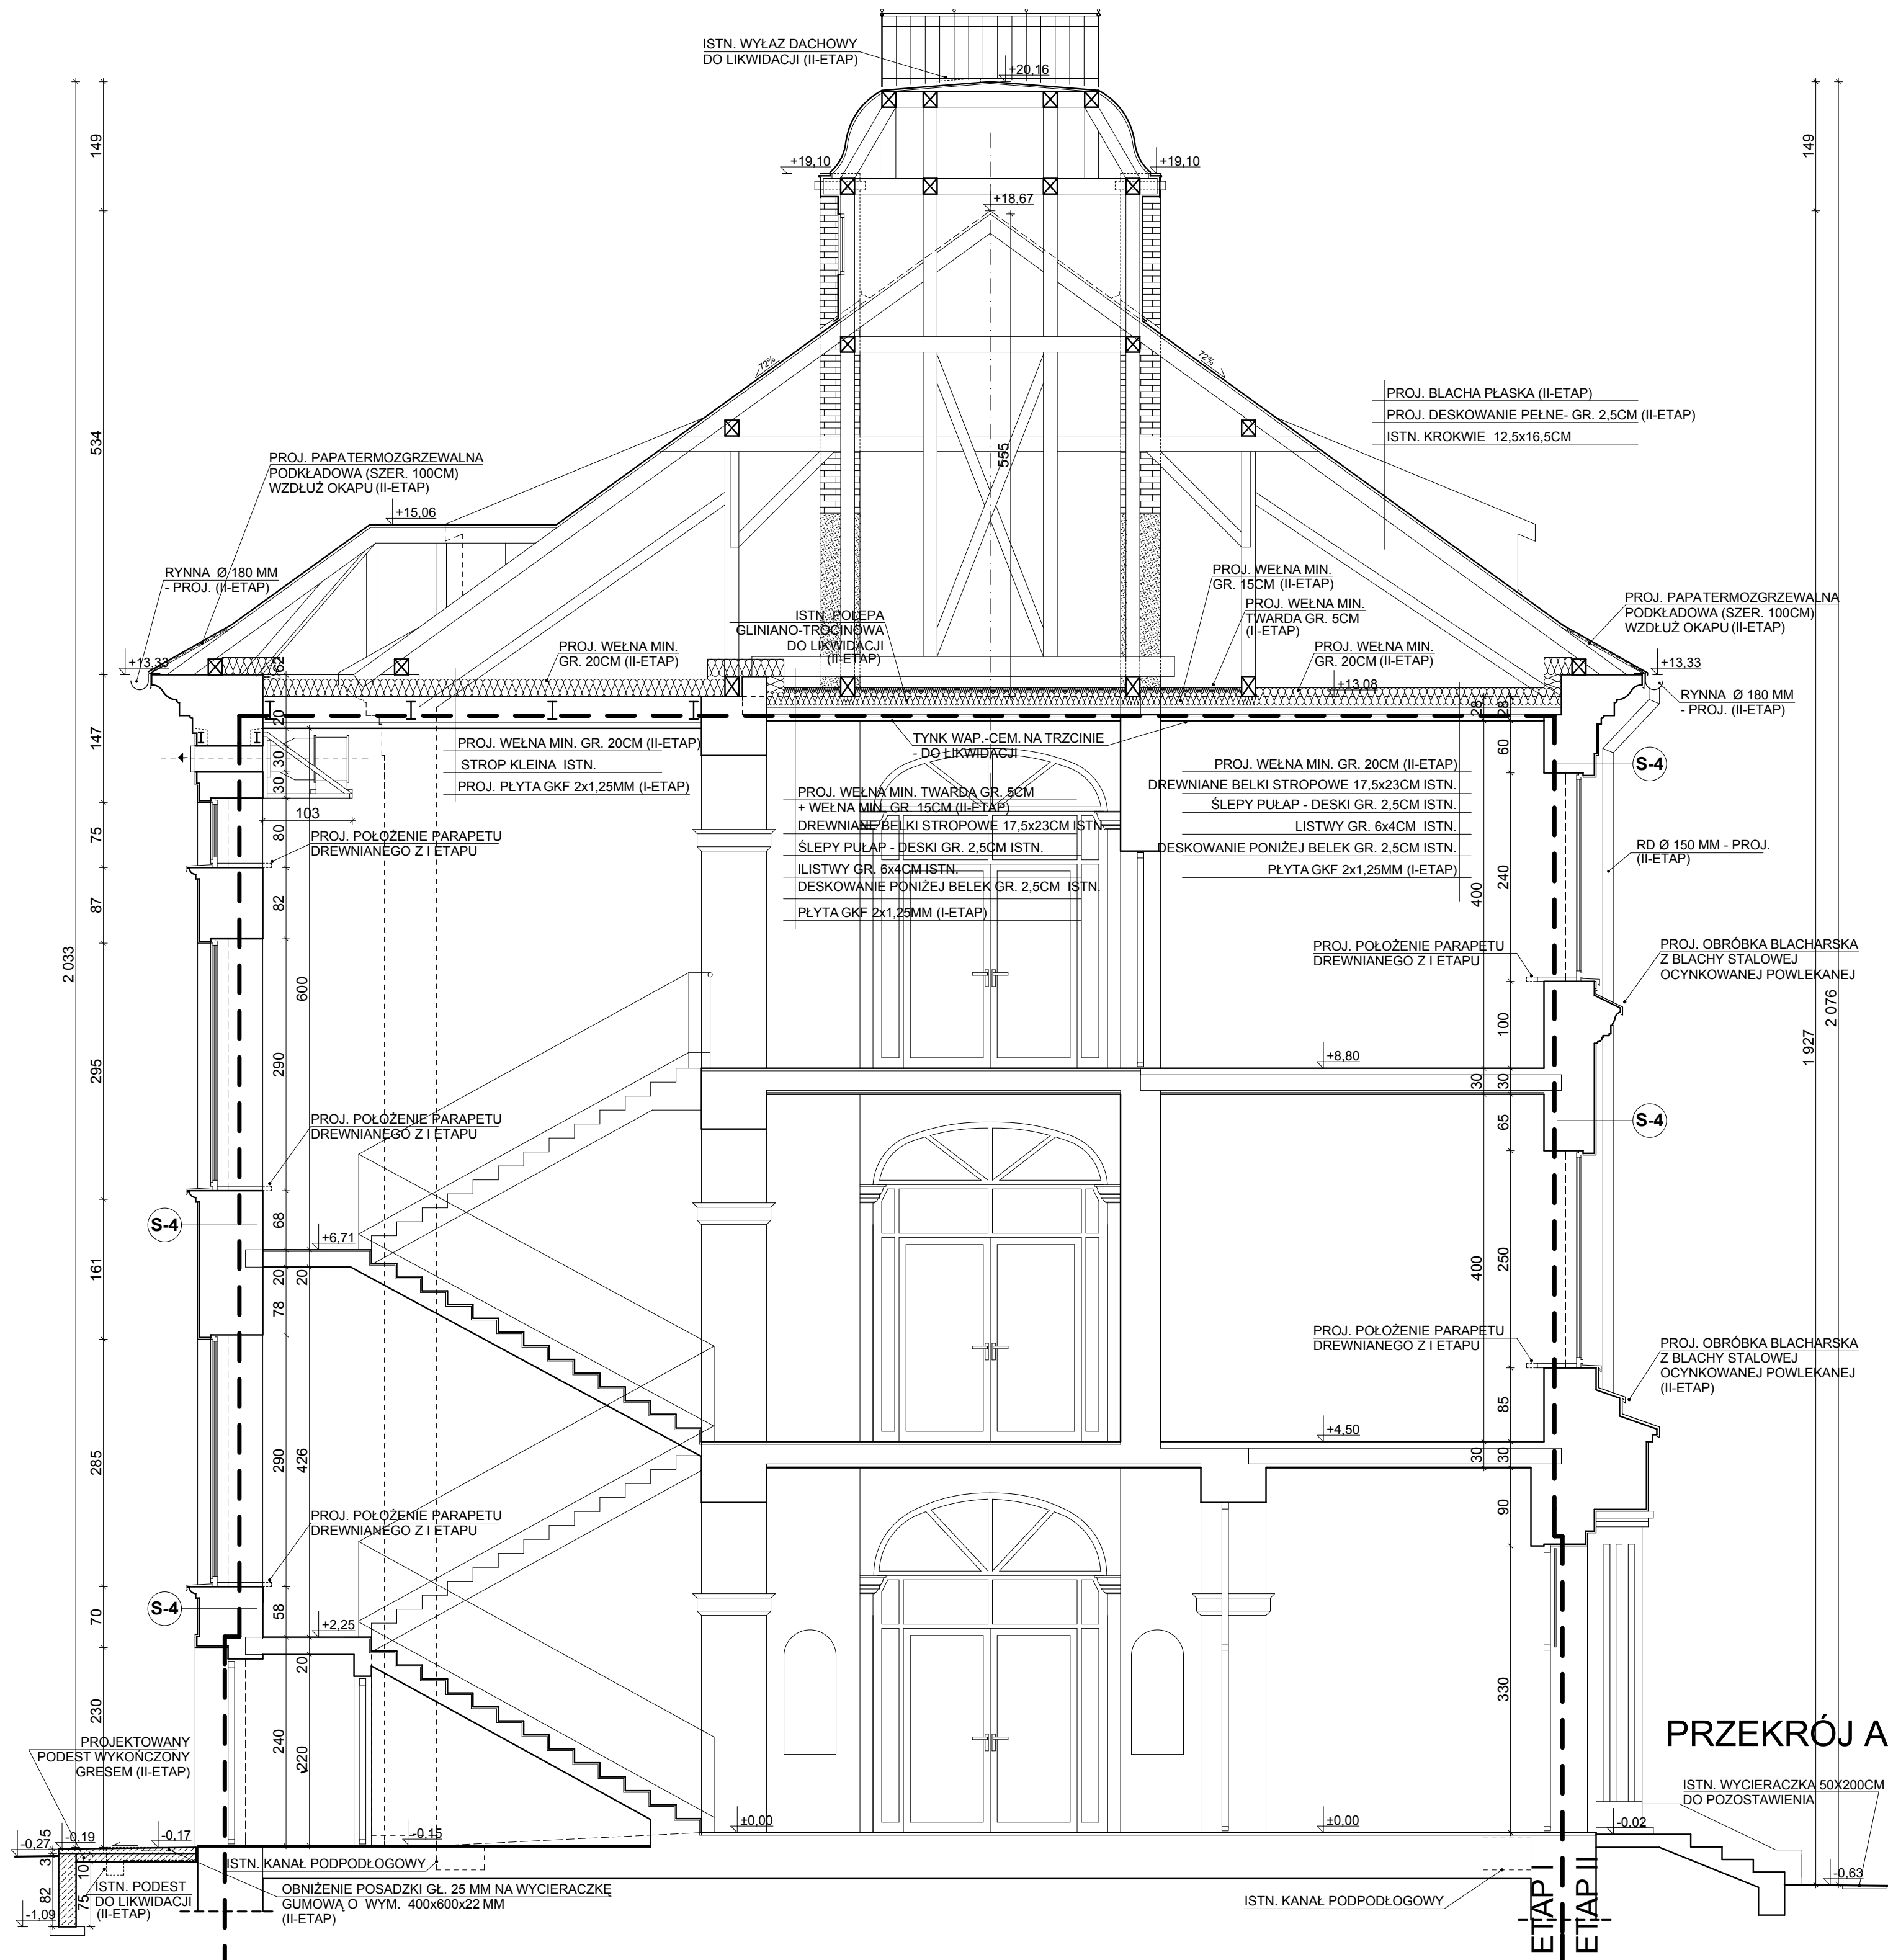 ISTN. WYŁAZ DACHOWY
DO LIKWIDACJI (II-ETAP)
+20,16
149
149
+19,10
+19,10
+18,67
72%
72%
PROJ. BLACHA PŁASKA (II-ETAP)
PROJ. DESKOWANIE PEŁNE- GR. 2,5CM (II-ETAP)
ISTN. KROKWIE 12,5x16,5CM
534
555
PROJ. PAPATERMOZGRZEWALNA
PODKŁADOWA (SZER. 100CM)
WZDŁUŻ OKAPU (II-ETAP)
+15,06
RYNNA Ø 180 MM
- PROJ. (II-ETAP)
PROJ. WEŁNA MIN.
GR. 15CM (II-ETAP)
PROJ. WEŁNA MIN.
TWARDA GR. 5CM
(II-ETAP)
ISTN. POLEPA
GLINIANO-TROCINOWA
DO LIKWIDACJI
(II-ETAP)
PROJ. PAPATERMOZGRZEWALNA
PODKŁADOWA (SZER. 100CM)
WZDŁUŻ OKAPU (II-ETAP)
PROJ. WEŁNA MIN.
GR. 20CM (II-ETAP)
PROJ. WEŁNA MIN.
GR. 20CM (II-ETAP)
+13,33
62
+13,33
+13,08
RYNNA Ø 180 MM
- PROJ. (II-ETAP)
20
28
28
147
30
30
103
60
TYNK WAP.-CEM. NA TRZCINIE
- DO LIKWIDACJI
PROJ. WEŁNA MIN. GR. 20CM (II-ETAP)
STROP KLEINA ISTN.
PROJ. PŁYTA GKF 2x1,25MM (I-ETAP)
PROJ. WEŁNA MIN. TWARDA GR. 5CM
+ WEŁNA MIN. GR. 15CM (II-ETAP)
DREWNIANE BELKI STROPOWE 17,5x23CM ISTN.
ŚLEPY PUŁAP - DESKI GR. 2,5CM ISTN.
ILISTWY GR. 6x4CM ISTN.
DESKOWANIE PONIŻEJ BELEK GR. 2,5CM ISTN.
PŁYTA GKF 2x1,25MM (I-ETAP)
PROJ. WEŁNA MIN. GR. 20CM (II-ETAP)
DREWNIANE BELKI STROPOWE 17,5x23CM ISTN.
ŚLEPY PUŁAP - DESKI GR. 2,5CM ISTN.
LISTWY GR. 6x4CM ISTN.
DESKOWANIE PONIŻEJ BELEK GR. 2,5CM ISTN.
PŁYTA GKF 2x1,25MM (I-ETAP)
S-4
75
80
PROJ. POŁOŻENIE PARAPETU
DREWNIANEGO Z I ETAPU
RD Ø 150 MM - PROJ.
(II-ETAP)
87
82
400
240
2 033
600
PROJ. POŁOŻENIE PARAPETU
DREWNIANEGO Z I ETAPU
PROJ. OBRÓBKA BLACHARSKA
Z BLACHY STALOWEJ
OCYNKOWANEJ POWLEKANEJ
1 927
2 076
295
290
100
+8,80
30
30
65
S-4
PROJ. POŁOŻENIE PARAPETU
DREWNIANEGO Z I ETAPU
S-4
68
+6,71
161
20
20
78
400
250
PROJ. POŁOŻENIE PARAPETU
DREWNIANEGO Z I ETAPU
PROJ. OBRÓBKA BLACHARSKA
Z BLACHY STALOWEJ
OCYNKOWANEJ POWLEKANEJ
(II-ETAP)
85
+4,50
30
30
285
290
426
90
PROJ. POŁOŻENIE PARAPETU
DREWNIANEGO Z I ETAPU
S-4
70
58
+2,25
20
230
240
220
330
PRZEKRÓJ A
PROJEKTOWANY
PODEST WYKOŃCZONY
GRESEM (II-ETAP)
ISTN. WYCIERACZKA 50X200CM
DO POZOSTAWIENIA
±0,00
±0,00
-0,02
-0,27
-0,19
-0,17
-0,15
15
3
10
82
75
-0,63
-1,09
ISTN. KANAŁ PODPODŁOGOWY
ISTN. PODEST
DO LIKWIDACJI
(II-ETAP)
OBNIŻENIE POSADZKI GŁ. 25 MM NA WYCIERACZKĘ
GUMOWĄ O WYM. 400x600x22 MM
(II-ETAP)
ISTN. KANAŁ PODPODŁOGOWY
ETAP I
ETAP II